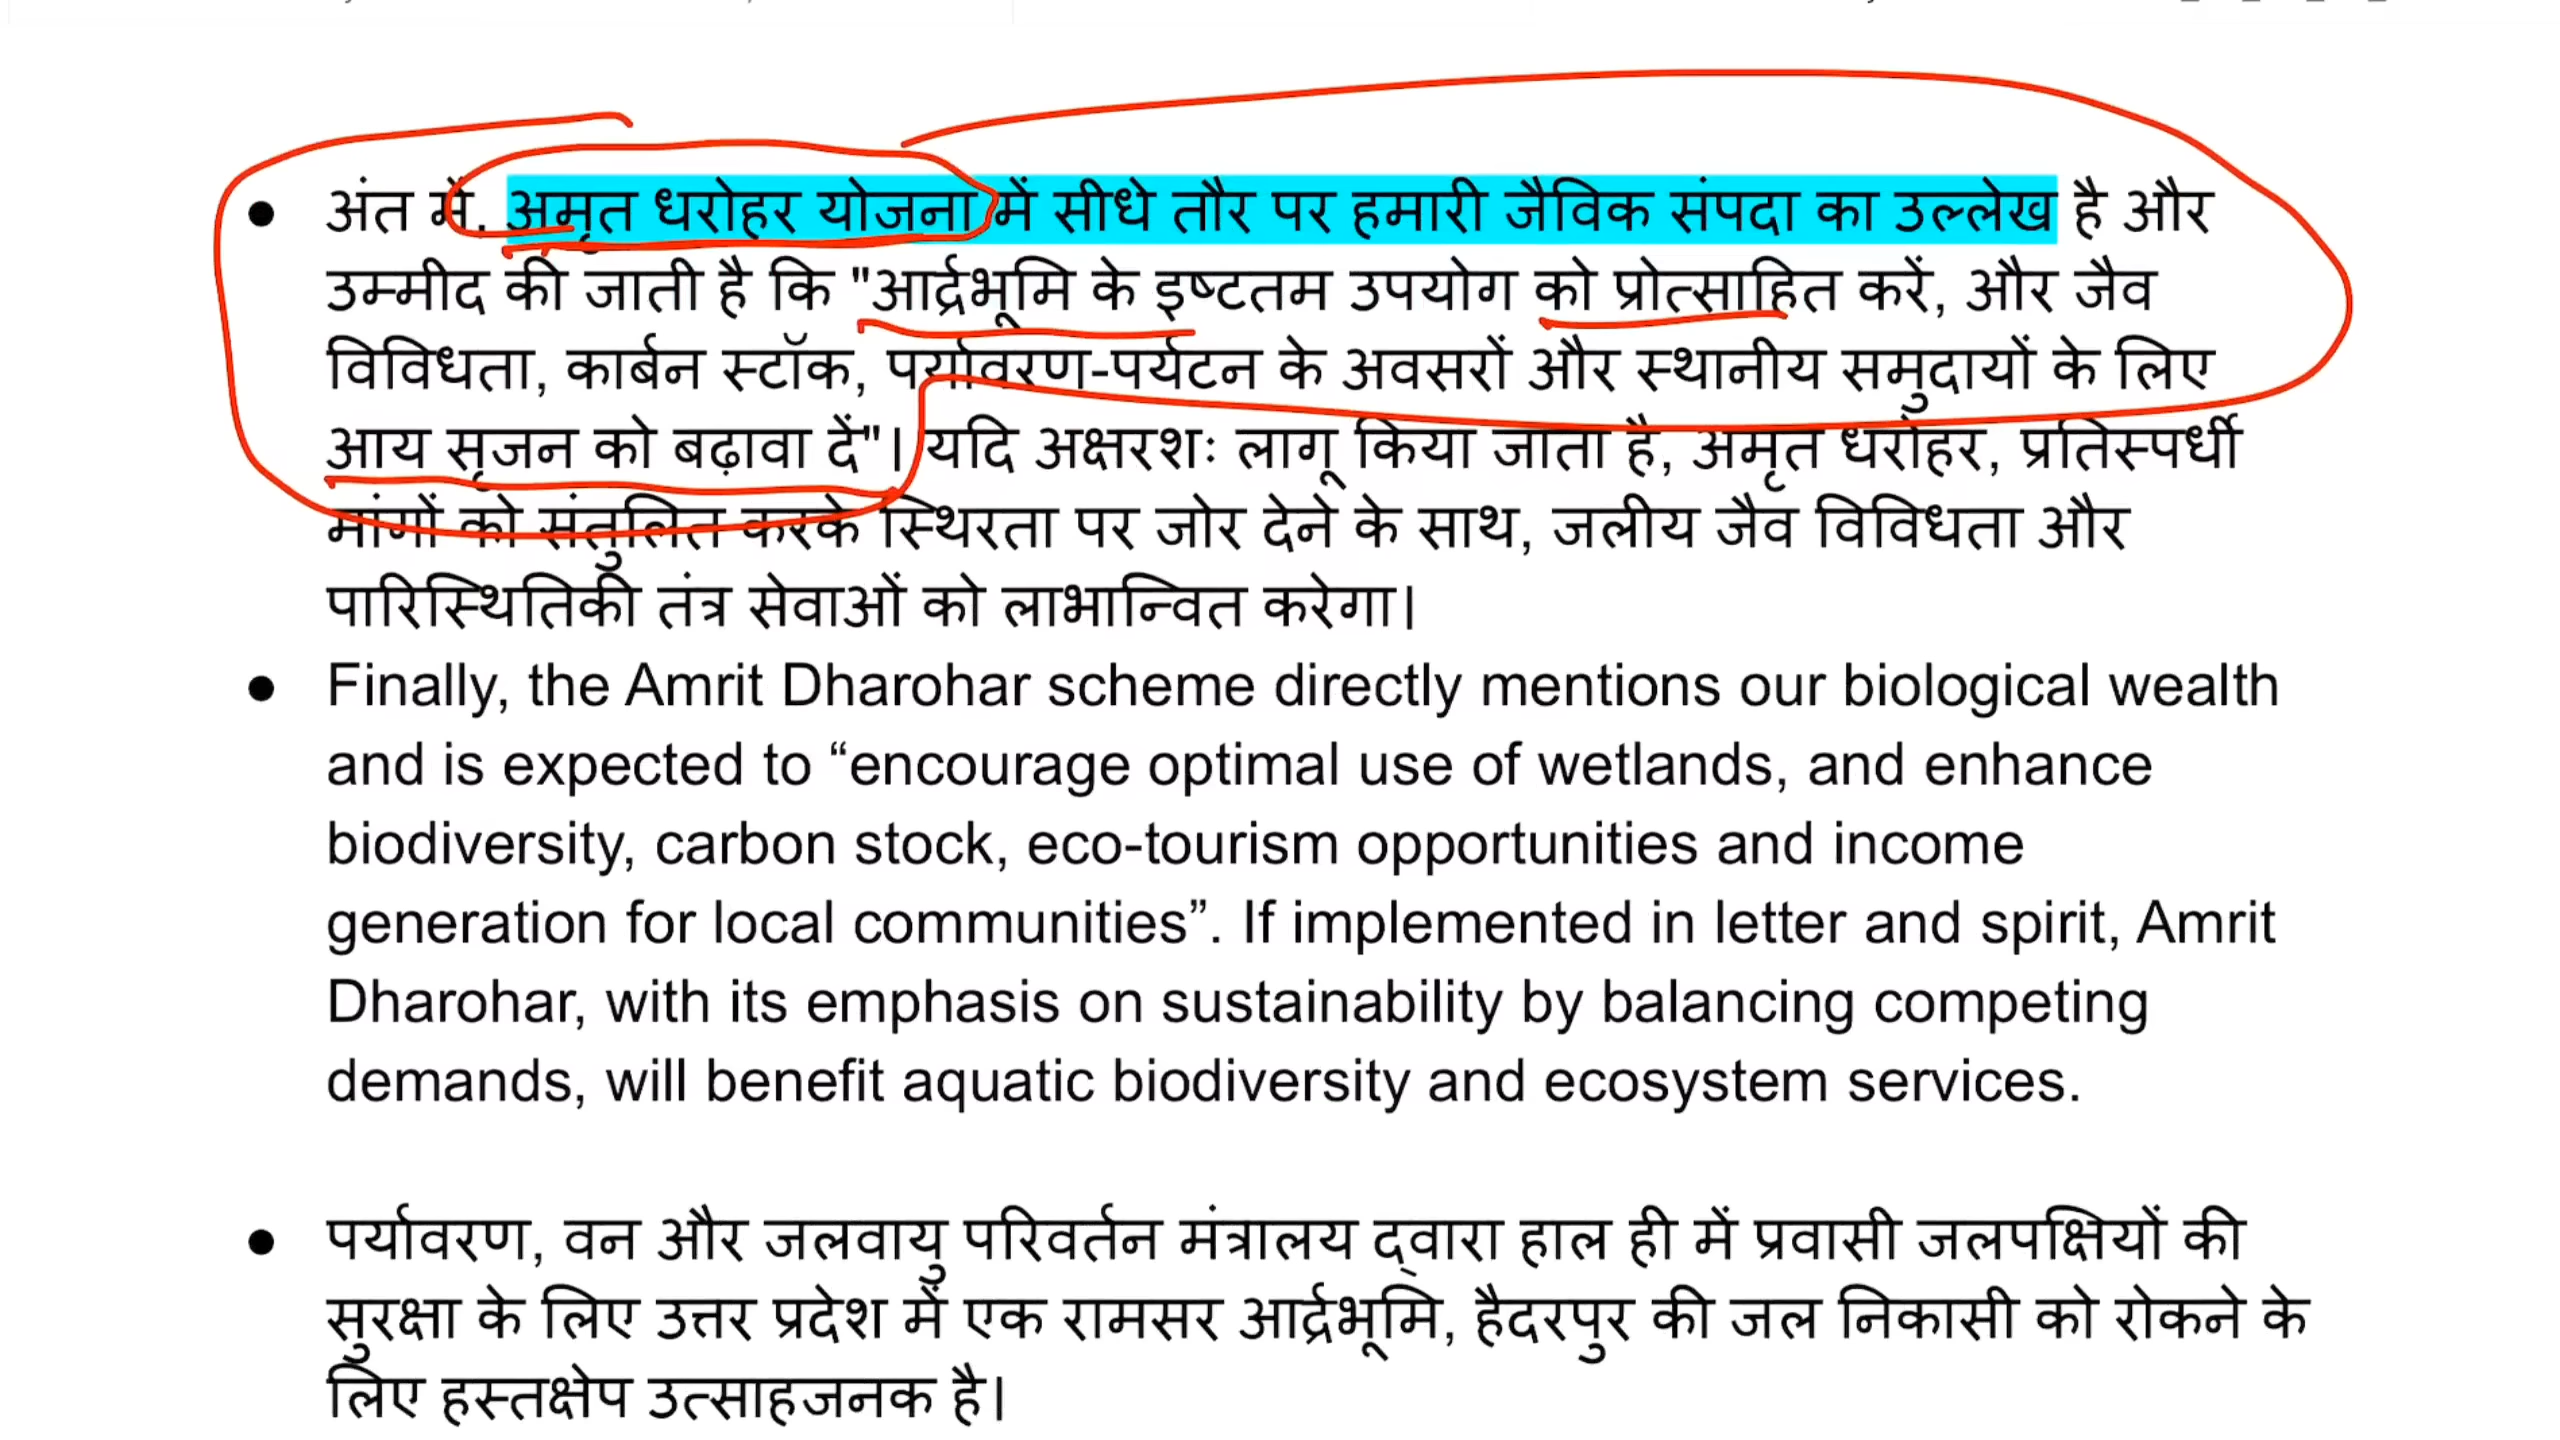 अंत में, अमृत धरोहर योजना में सीधे तौर पर हमारी जैविक संपदा का उल्लेख है और
उम्मीद की जाती है कि "आर्द्रभूमि के इष्टतम उपयोग को प्रोत्साहित करें, और जैव
विविधता, कार्बन स्टॉक, पर्यावरण-पर्यटन के अवसरों और स्थानीय समुदायों के लिए
आय सृजन को बढ़ावा दें"। यदि अक्षरशः लागू किया जाता है, अमृत धरोहर, प्रतिस्पर्धी
मांगों को संतुलित करके स्थिरता पर जोर देने के साथ, जलीय जैव विविधता और
पारिस्थितिकी तंत्र सेवाओं को लाभान्वित करेगा।
Finally, the Amrit Dharohar scheme directly mentions our biological wealth
and is expected to “encourage optimal use of wetlands, and enhance
biodiversity, carbon stock, eco-tourism opportunities and income
generation for local communities”. If implemented in letter and spirit, Amrit
Dharohar, with its emphasis on sustainability by balancing competing
demands, will benefit aquatic biodiversity and ecosystem services.
पर्यावरण, वन और जलवायु परिवर्तन मंत्रालय द्वारा हाल ही में प्रवासी जलपक्षियों की
सुरक्षा के लिए उत्तर प्रदेश में एक रामसर आर्द्रभूमि, हैदरपुर की जल निकासी को रोकने के
लिए हस्तक्षेप उत्साहजनक है।